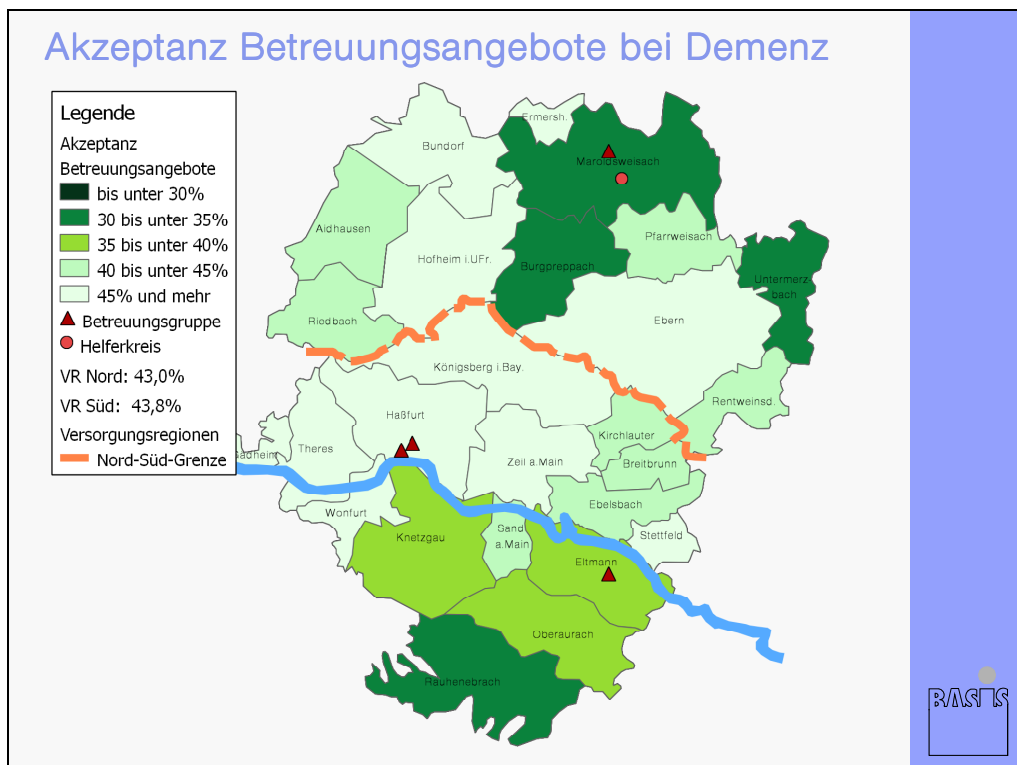 Akzeptanz Betreuungsangebote bei Demenz
Legende
Akzeptanz
Betreuungsangebote
bis unter 30%
30 bis unter 35%
35 bis unter 40%
40 bis unter 45%
45% und mehr
Betreuungsgruppe
Helferkreis
VR Nord: 43,0%
VR Süd: 43,8%
Versorgungsregionen
Nord-Süd-Grenze
Ermersh.
Bundorf
Maroldsweisach
Aidhausen
Pfarrweisach
Hofheim i.UFr.
Burgpreppach
Untermerz-
bach
Riedbach
Ebern
Königsberg i.Bay.
Rentweinsd.
Haßfurt
Kirchlauter
Theres
Zeil a.Main
Breitbrunn
Ebelsbach
Wonfurt
Knetzgau
Sand
a.Main
Stettfeld
Eltmann
Oberaurach
Rauhenebrach
BASIS